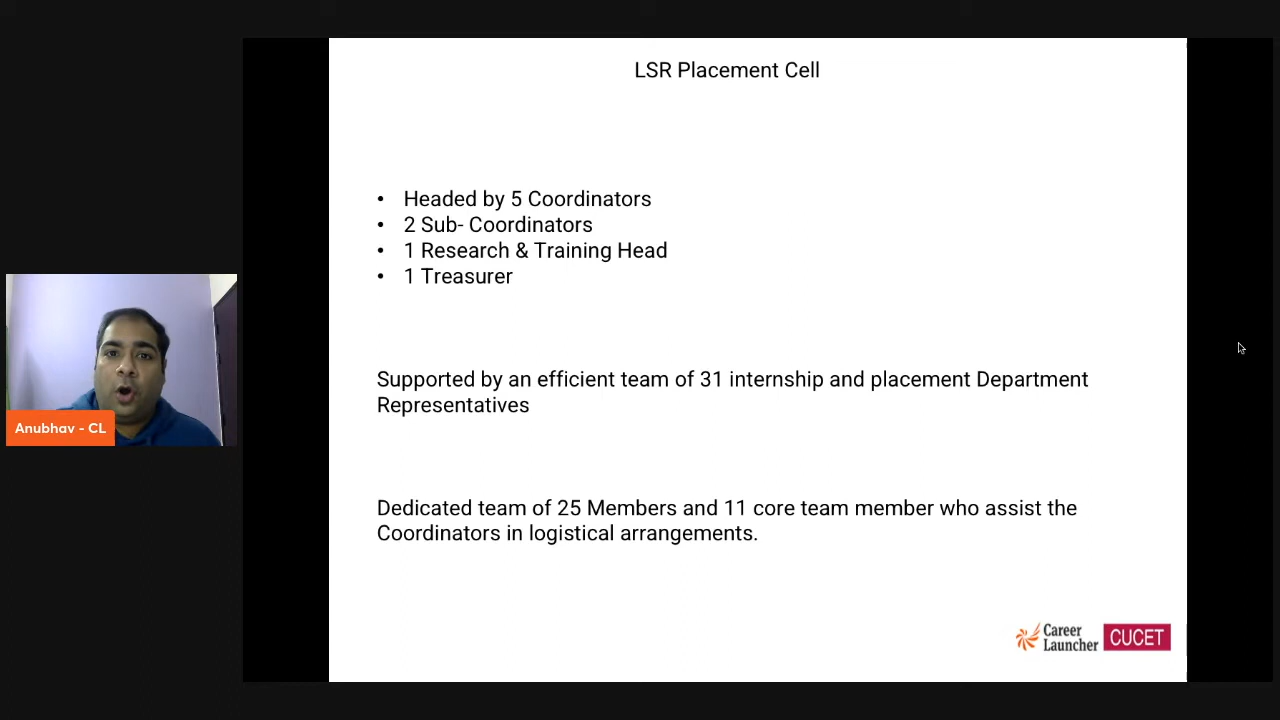 LSR Placement Cell
• Headed by 5 Coordinators
• 2 Sub- Coordinators
• 1 Research & Training Head
• 1 Treasurer
Supported by an efficient team of 31 internship and placement Department
Representatives
Dedicated team of 25 Members and 11 core team member who assist the
Coordinators in logistical arrangements.
Anubhav - CL
Career
Launcher
CUCET